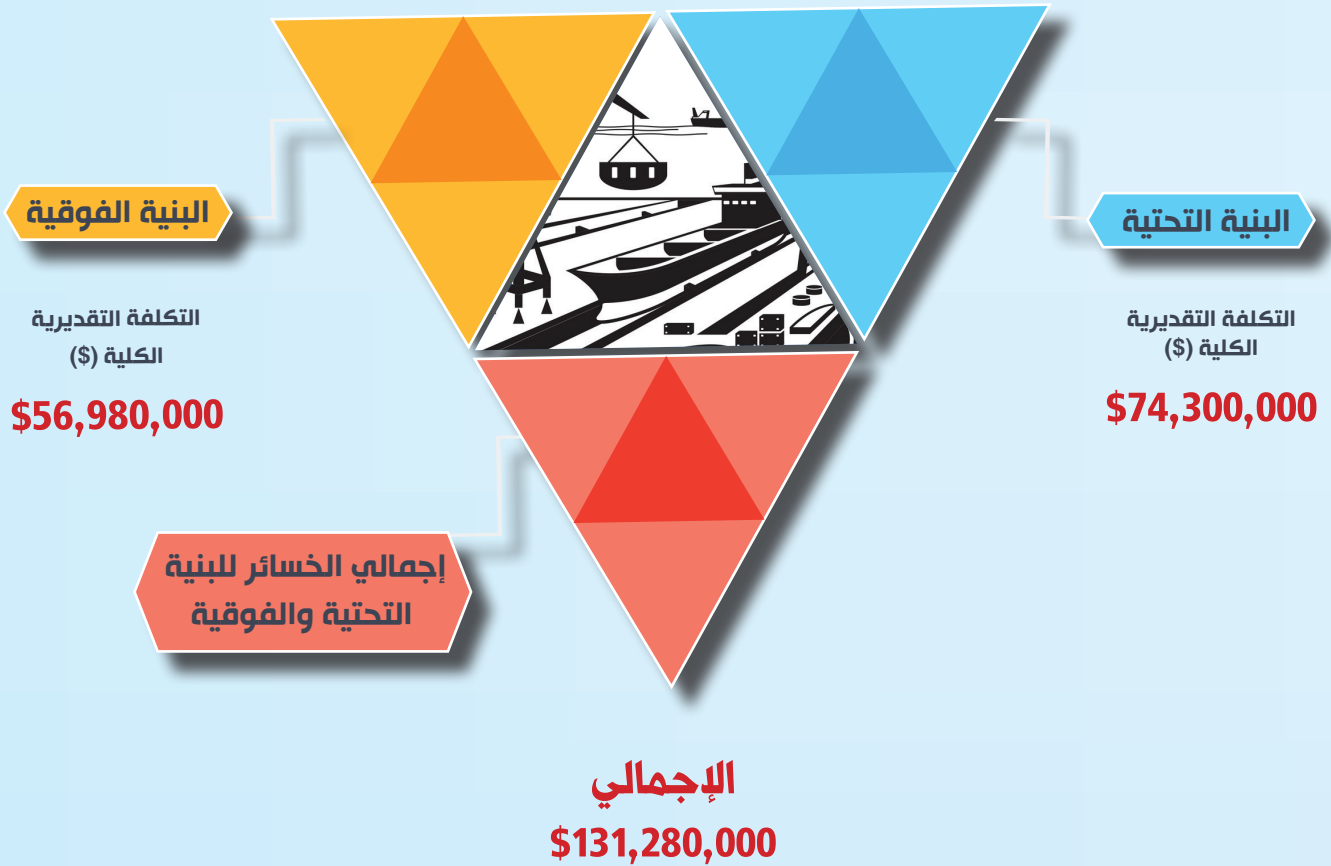 البنية التحتية
التكلفة التقديرية
الكلية ($)
$74,300,000
البنية الفوقية
التكلفة التقديرية
الكلية ($)
$56,980,000
إجمالي الخسائر للبنية
التحتية والفوقية
الإجمالي
$131,280,000